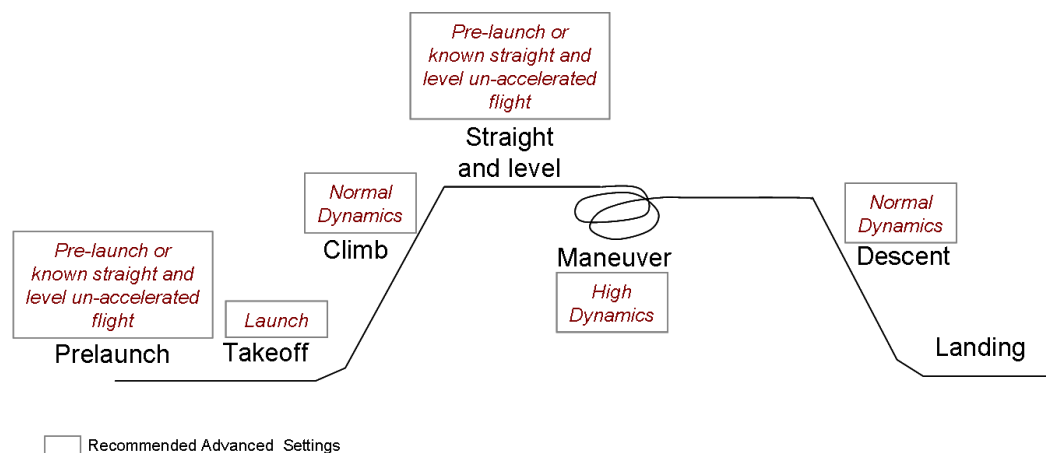 Pre-launch or
known straight and
level un-accelerated
flight
Straight
and level
Normal
Dynamics
Climb
Pre-launch or
known straight and
level un-accelerated
flight
Prelaunch
Launch
Takeoff
Maneuver
High
Dynamics
Normal
Dynamics
Descent
Landing
Recommended Advanced Settings